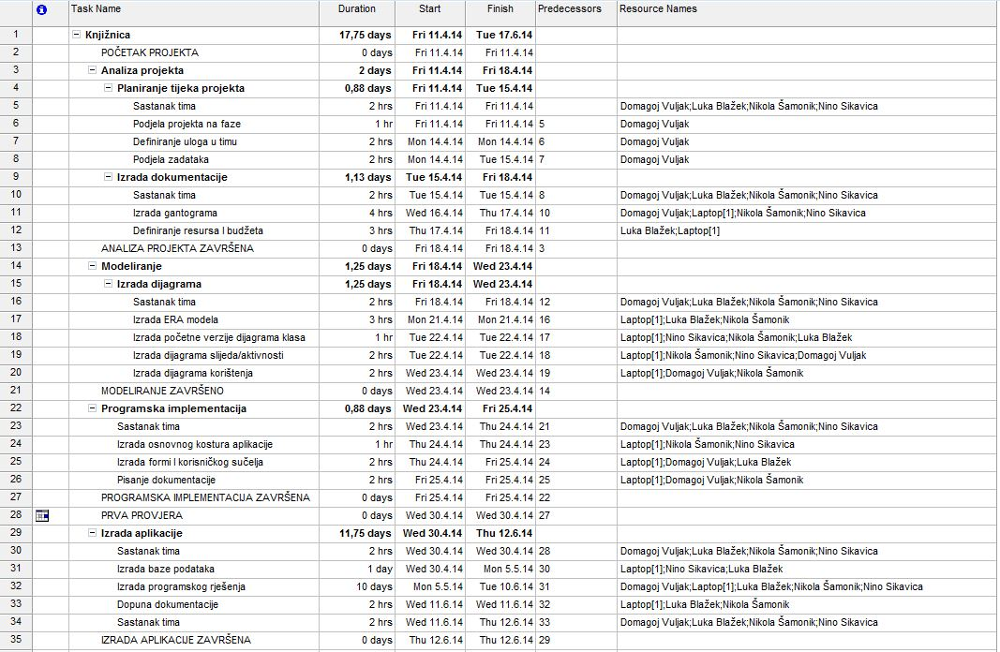 Task Name Duration Start Finish Predecessors Resource Names
1 Knjižnica 17,75 days Fri 11.4.14 Tue 17.6.14
2 POČETAK PROJEKTA 0 days Fri 11.4.14 Fri 11.4.14
3 Analiza projekta 2 days Fri 11.4.14 Fri 18.4.14
4 Planiranje tijeka projekta 0,88 days Fri 11.4.14 Tue 15.4.14
5 Sastanak tima 2 hrs Fri 11.4.14 Fri 11.4.14 Domagoj Vuljak;Luka Blažek;Nikola Šamonik;Nino Sikavica
6 Podjela projekta na faze 1 hr Fri 11.4.14 Fri 11.4.14 5 Domagoj Vuljak
7 Definiranje uloga u timu 2 hrs Mon 14.4.14 Mon 14.4.14 6 Domagoj Vuljak
8 Podjela zadataka 2 hrs Mon 14.4.14 Tue 15.4.14 7 Domagoj Vuljak
9 Izrada dokumentacije 1,13 days Tue 15.4.14 Fri 18.4.14
10 Sastanak tima 2 hrs Tue 15.4.14 Tue 15.4.14 8 Domagoj Vuljak;Luka Blažek;Nikola Šamonik;Nino Sikavica
11 Izrada gantograma 4 hrs Wed 16.4.14 Thu 17.4.14 10 Domagoj Vuljak;Laptop[1];Nikola Šamonik;Nino Sikavica
12 Definiranje resursa I budžeta 3 hrs Thu 17.4.14 Fri 18.4.14 11 Luka Blažek;Laptop[1]
13 ANALIZA PROJEKTA ZAVRŠENA 0 days Fri 18.4.14 Fri 18.4.14 3
14 Modeliranje 1,25 days Fri 18.4.14 Wed 23.4.14
15 Izrada dijagrama 1,25 days Fri 18.4.14 Wed 23.4.14
16 Sastanak tima 2 hrs Fri 18.4.14 Fri 18.4.14 12 Domagoj Vuljak;Luka Blažek;Nikola Šamonik;Nino Sikavica
17 Izrada ERA modela 3 hrs Mon 21.4.14 Mon 21.4.14 16 Laptop[1];Luka Blažek;Nikola Šamonik
18 Izrada početne verzije dijagrama klasa 1 hr Tue 22.4.14 Tue 22.4.14 17 Laptop[1];Nino Sikavica;Nikola Šamonik;Luka Blažek
19 Izrada dijagrama slijeda/aktivnosti 2 hrs Tue 22.4.14 Tue 22.4.14 18 Laptop[1];Nikola Šamonik;Nino Sikavica;Domagoj Vuljak
20 Izrada dijagrama korištenja 2 hrs Wed 23.4.14 Wed 23.4.14 19 Laptop[1];Domagoj Vuljak;Nikola Šamonik
21 MODELIRANJE ZAVRŠENO 0 days Wed 23.4.14 Wed 23.4.14 14
22 Programska implementacija 0,88 days Wed 23.4.14 Fri 25.4.14
23 Sastanak tima 2 hrs Wed 23.4.14 Thu 24.4.14 21 Domagoj Vuljak;Luka Blažek;Nikola Šamonik;Nino Sikavica
24 Izrada osnovnog kostura aplikacije 1 hr Thu 24.4.14 Thu 24.4.14 23 Laptop[1];Nikola Šamonik;Nino Sikavica
25 Izrada formi I korisničkog sučelja 2 hrs Thu 24.4.14 Fri 25.4.14 24 Laptop[1];Domagoj Vuljak;Luka Blažek
26 Pisanje dokumentacije 2 hrs Fri 25.4.14 Fri 25.4.14 25 Laptop[1];Domagoj Vuljak;Nikola Šamonik
27 PROGRAMSKA IMPLEMENTACIJA ZAVRŠENA 0 days Fri 25.4.14 Fri 25.4.14 22
28 PRVA PROVJERA 0 days Wed 30.4.14 Wed 30.4.14 27
29 Izrada aplikacije 11,75 days Wed 30.4.14 Thu 12.6.14
30 Sastanak tima 2 hrs Wed 30.4.14 Wed 30.4.14 28 Domagoj Vuljak;Luka Blažek;Nikola Šamonik;Nino Sikavica
31 Izrada baze podataka 1 day Wed 30.4.14 Mon 5.5.14 30 Laptop[1];Nino Sikavica;Luka Blažek
32 Izrada programskog rješenja 10 days Mon 5.5.14 Tue 10.6.14 31 Domagoj Vuljak;Laptop[1];Luka Blažek;Nikola Šamonik;Nino Sikavica
33 Dopuna dokumentacije 2 hrs Wed 11.6.14 Wed 11.6.14 32 Laptop[1];Luka Blažek;Nikola Šamonik
34 Sastanak tima 2 hrs Wed 11.6.14 Thu 12.6.14 33 Domagoj Vuljak;Luka Blažek;Nikola Šamonik;Nino Sikavica
35 IZRADA APLIKACIJE ZAVRŠENA 0 days Thu 12.6.14 Thu 12.6.14 29